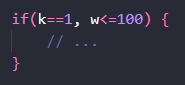 if(k==1, w<=100) {
    // ...
}